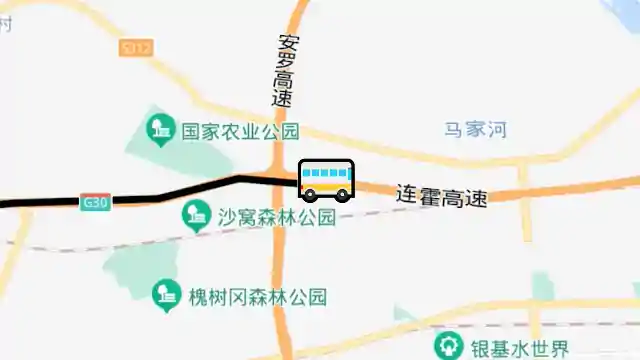 村
S312
安罗高速
国家农业公园
马家河
G30
连霍高速
沙窝森林公园
槐树冈森林公园
银基水世界